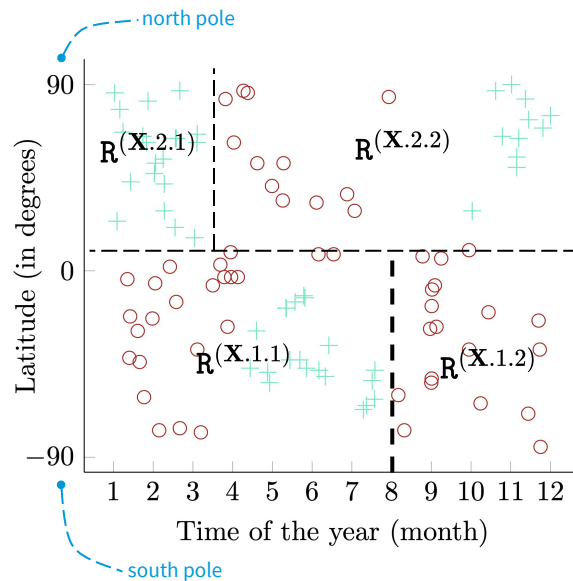 north pole
90
R(X.2.1)
R(X.2.2)
Latitude (in degrees)
0
R(X.1.1)
R(X.1.2)
−90
1 2 3 4 5 6 7 8 9 10 11 12
Time of the year (month)
south pole